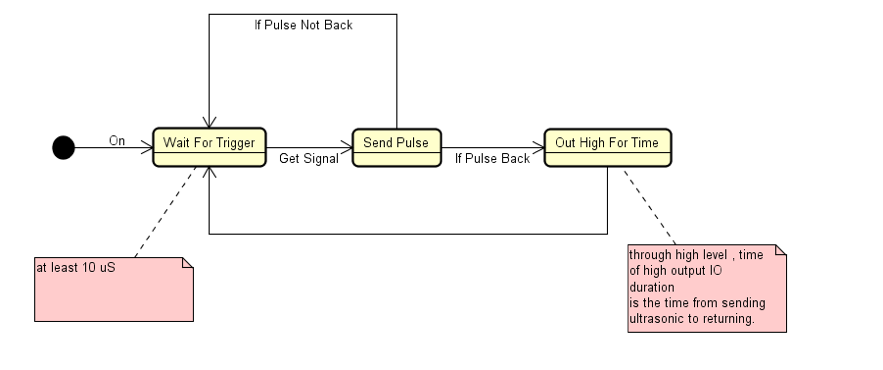 If Pulse Not Back
On
Wait For Trigger
Send Pulse
Out High For Time
Get Signal
If Pulse Back
at least 10 uS
through high level , time
of high output IO
duration
is the time from sending
ultrasonic to returning.